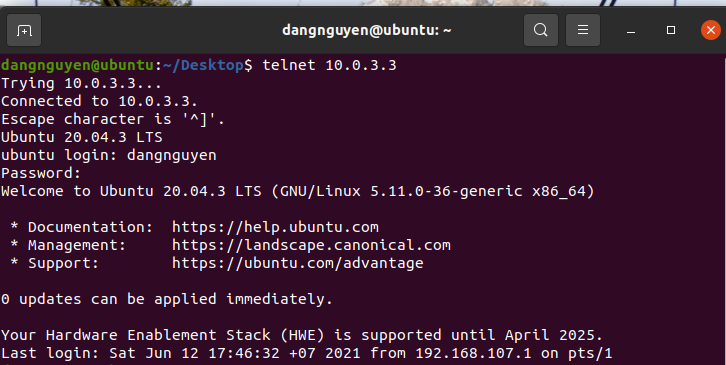 dangnguyen@ubuntu: ~
dangnguyen@ubuntu:~/Desktop$ telnet 10.0.3.3
Trying 10.0.3.3...
Connected to 10.0.3.3.
Escape character is '^]'.
Ubuntu 20.04.3 LTS
ubuntu login: dangnguyen
Password:
Welcome to Ubuntu 20.04.3 LTS (GNU/Linux 5.11.0-36-generic x86_64)
* Documentation:  https://help.ubuntu.com
* Management:     https://landscape.canonical.com
* Support:        https://ubuntu.com/advantage
0 updates can be applied immediately.
Your Hardware Enablement Stack (HWE) is supported until April 2025.
Last login: Sat Jun 12 17:46:32 +07 2021 from 192.168.107.1 on pts/1